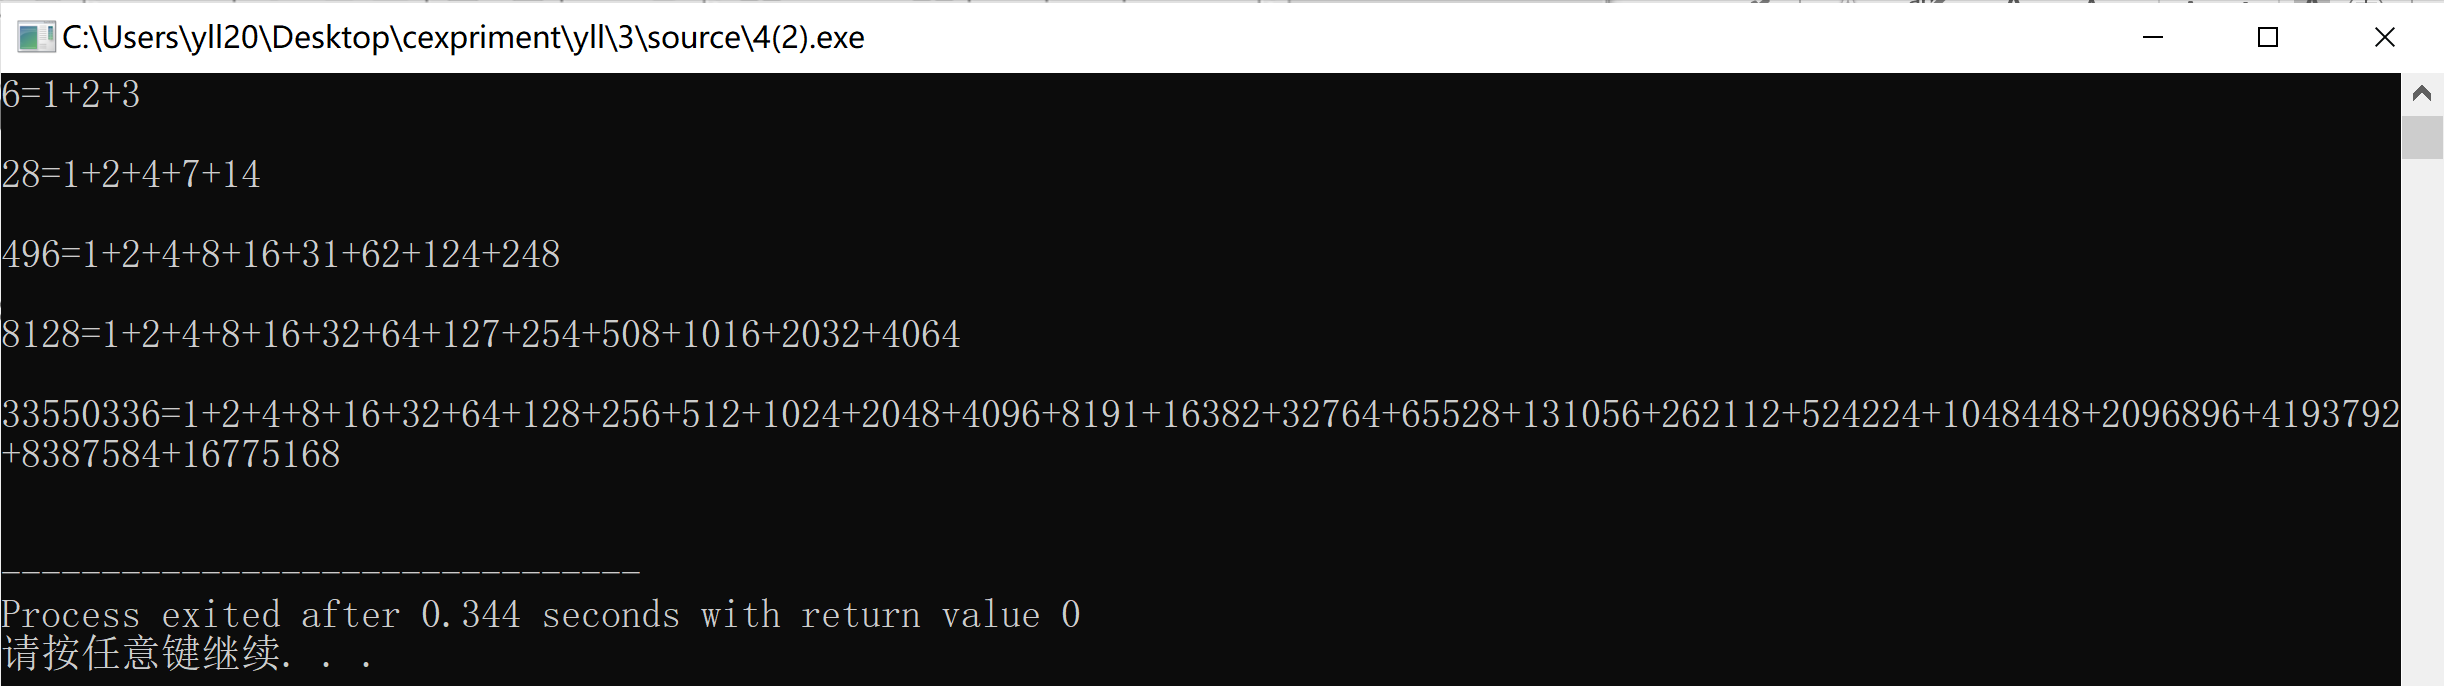 C:\Users\yll20\Desktop\cexpriment\yll\3\source\4(2).exe
6=1+2+3
28=1+2+4+7+14
496=1+2+4+8+16+31+62+124+248
8128=1+2+4+8+16+32+64+127+254+508+1016+2032+4064
33550336=1+2+4+8+16+32+64+128+256+512+1024+2048+4096+8191+16382+32764+65528+131056+262112+524224+1048448+2096896+4193792
+8387584+16775168
--------------------------------
Process exited after 0.344 seconds with return value 0
请按任意键继续. . .